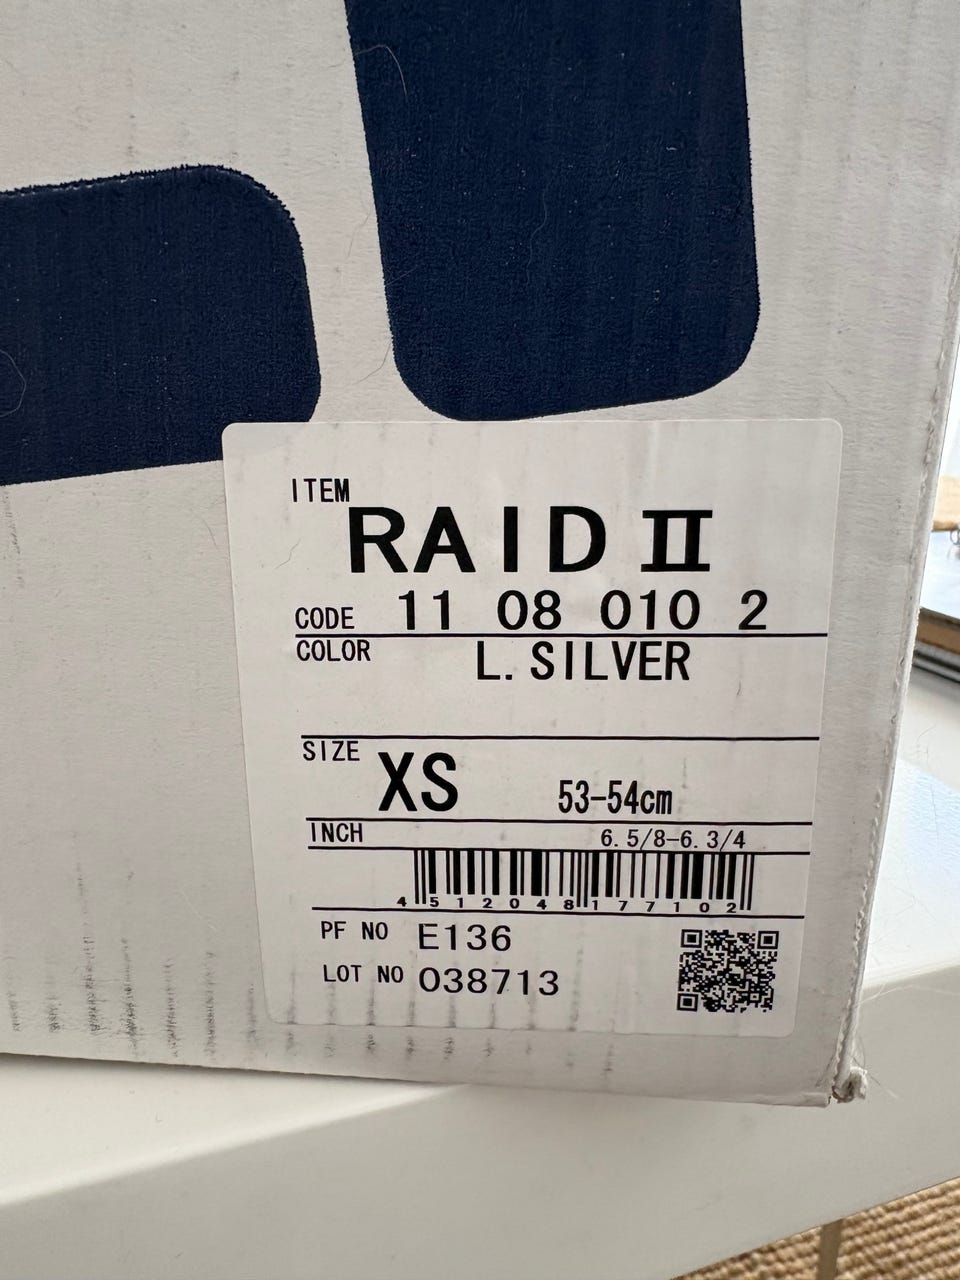 ITEM
RAID II
CODE 11 08 010 2
COLOR L. SILVER
SIZE XS 53-54cm
INCH 6.5/8-6.3/4
4 512048 177102
PF NO E136
LOT NO 038713